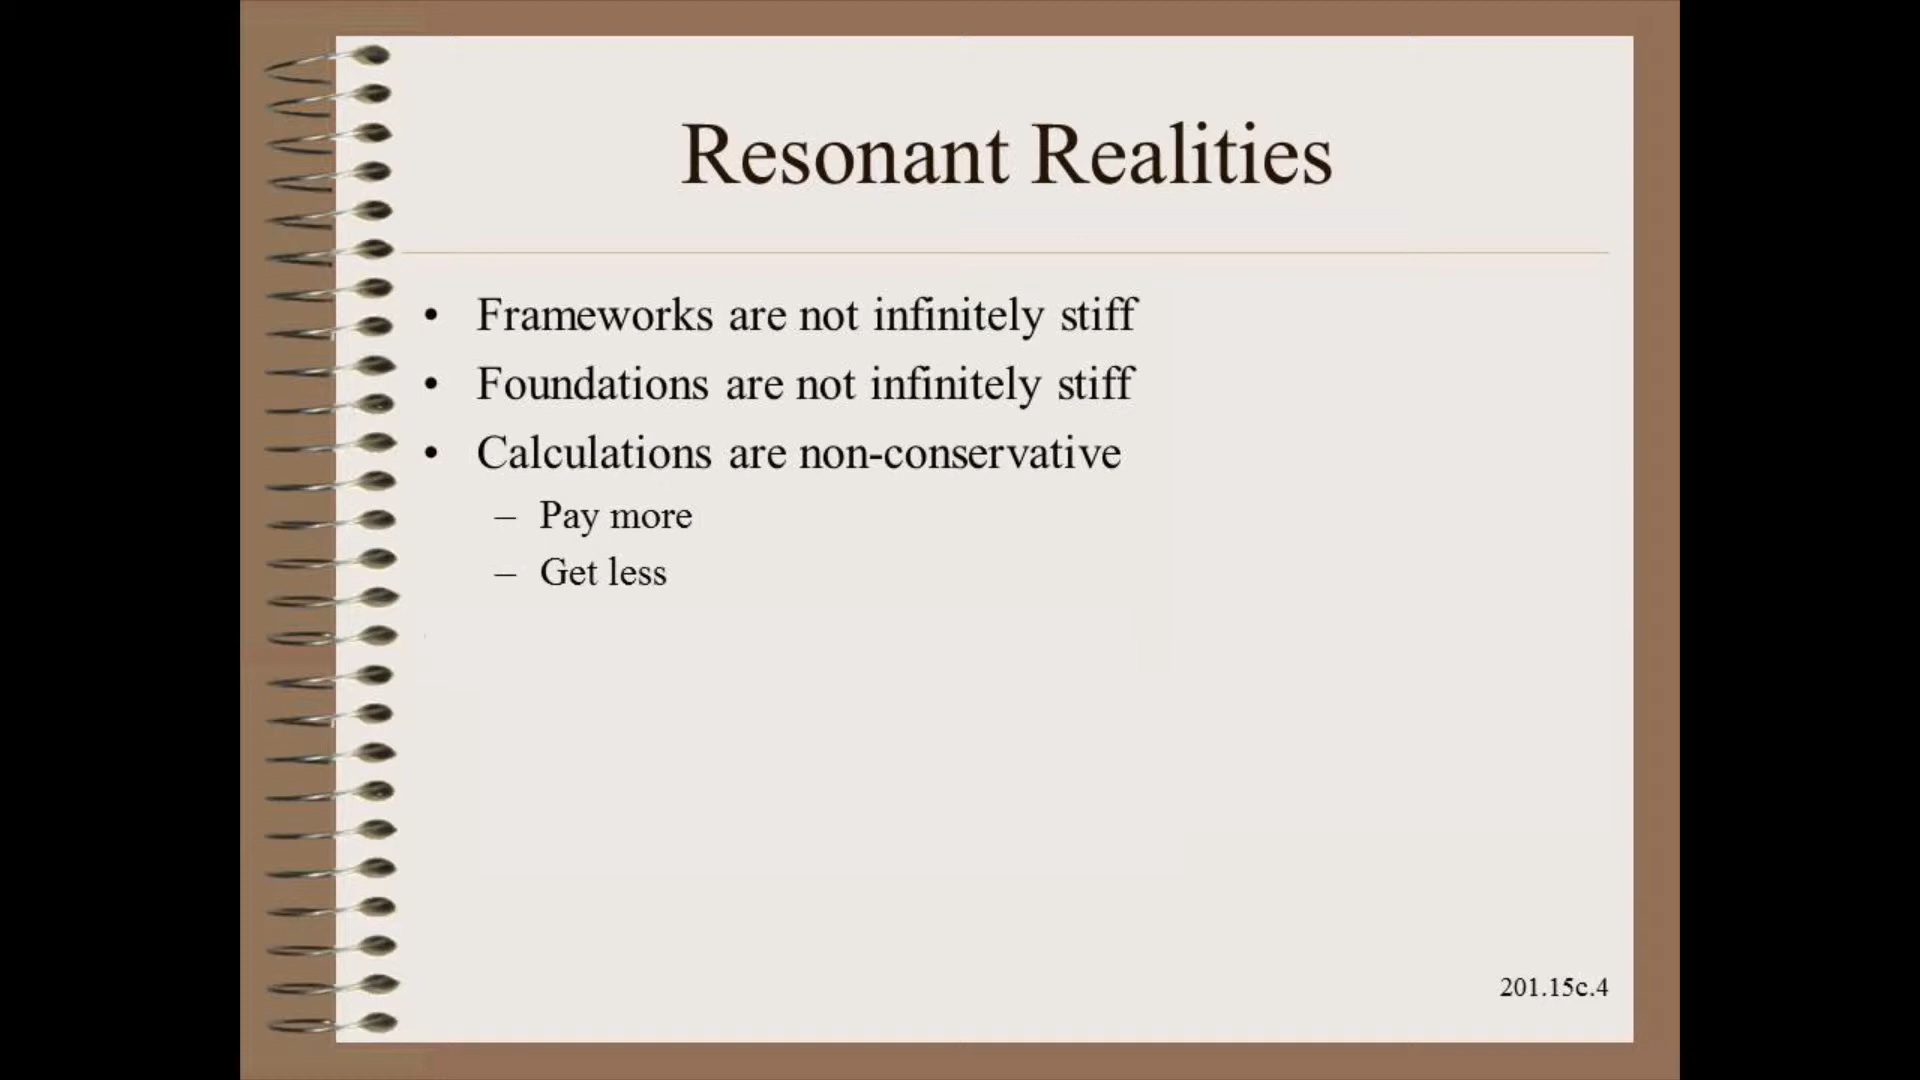 Resonant Realities
• Frameworks are not infinitely stiff
• Foundations are not infinitely stiff
• Calculations are non-conservative
– Pay more
– Get less
201.15c.4